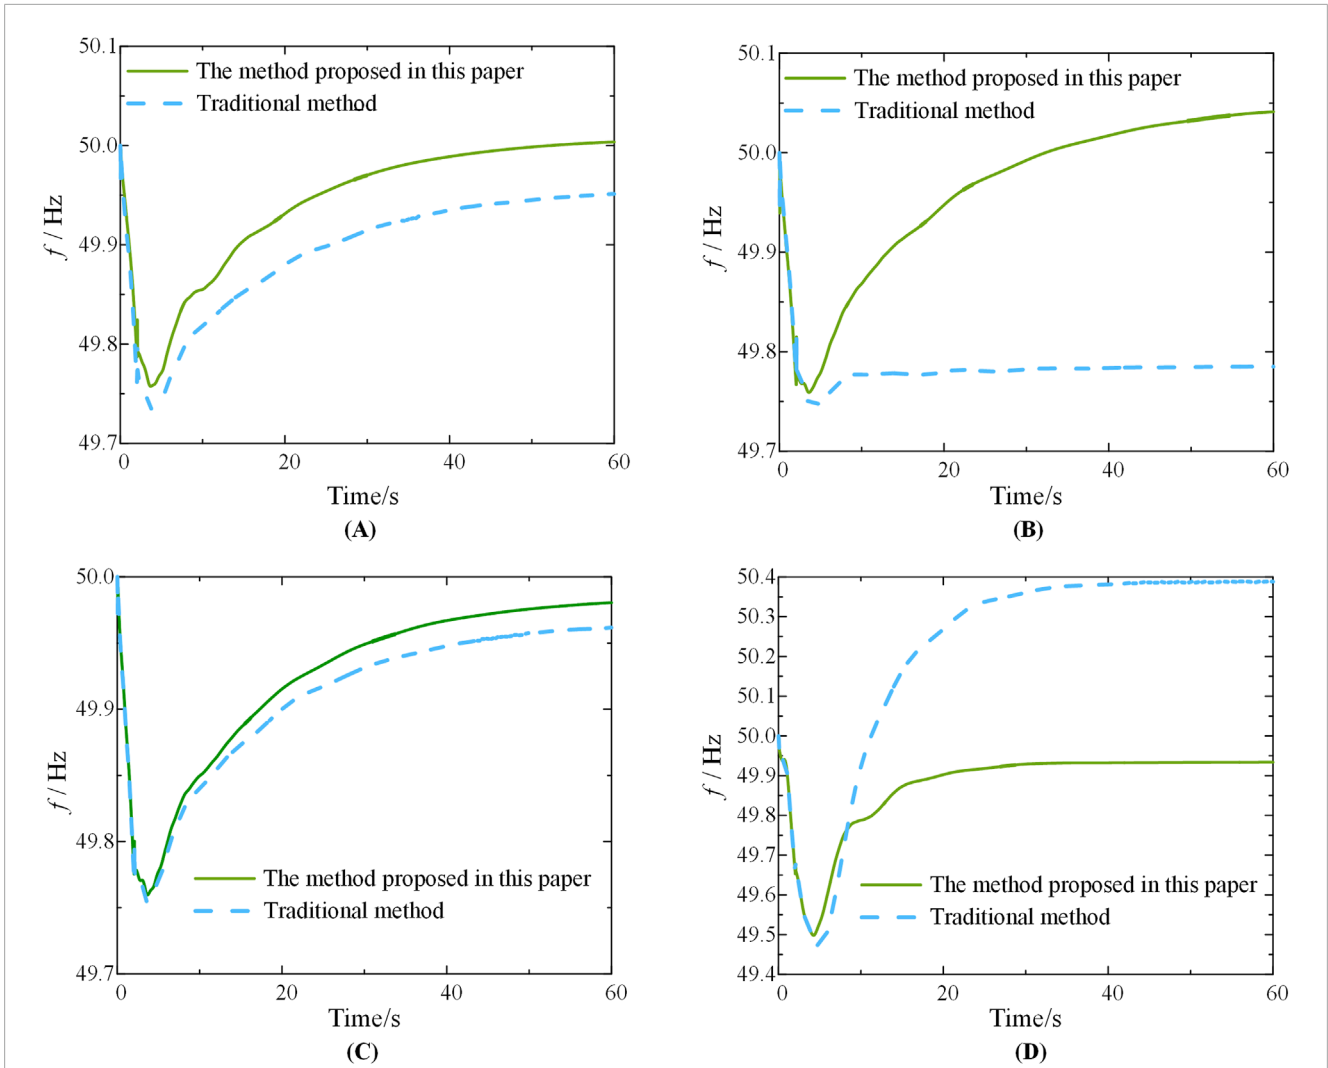 50.1
The method proposed in this paper
Traditional method
50.0
49.9
49.8
49.7
f / Hz
0 20 40 60
Time/s
(A)
50.1
The method proposed in this paper
Traditional method
50.0
49.9
49.8
49.7
f / Hz
0 20 40 60
Time/s
(B)
50.0
49.9
49.8
49.7
f / Hz
The method proposed in this paper
Traditional method
0 20 40 60
Time/s
(C)
50.4
50.3
50.2
50.1
50.0
49.9
49.8
49.7
49.6
49.5
49.4
f / Hz
The method proposed in this paper
Traditional method
0 20 40 60
Time/s
(D)